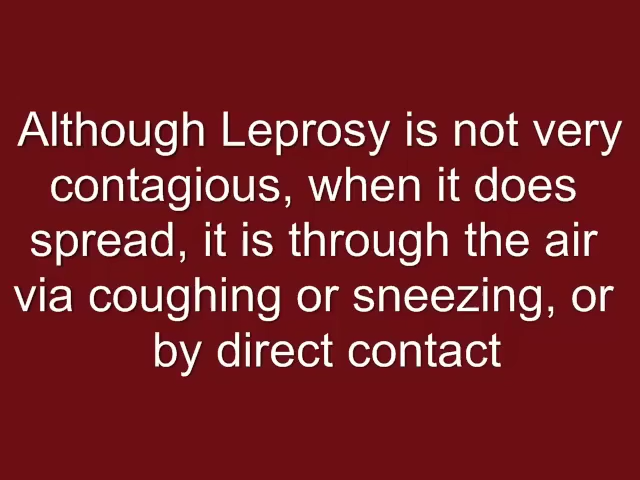 Although Leprosy is not very
contagious, when it does
spread, it is through the air
via coughing or sneezing, or
by direct contact